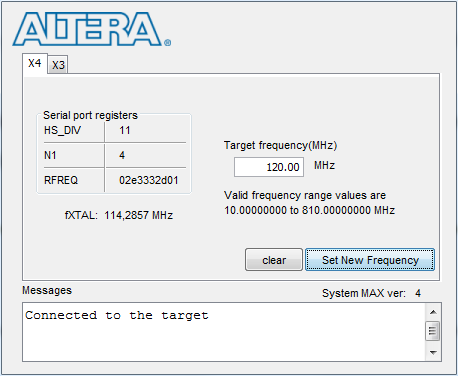 ALTERA®
X4 X3
Serial port registers
HS_DIV 11
N1 4
RFREQ 02e3332d01
fXTAL: 114,2857 MHz
Target frequency(MHz)
120.00 MHz
Valid frequency range values are
10.00000000 to 810.00000000 MHz
clear Set New Frequency
Messages System MAX ver: 4
Connected to the target